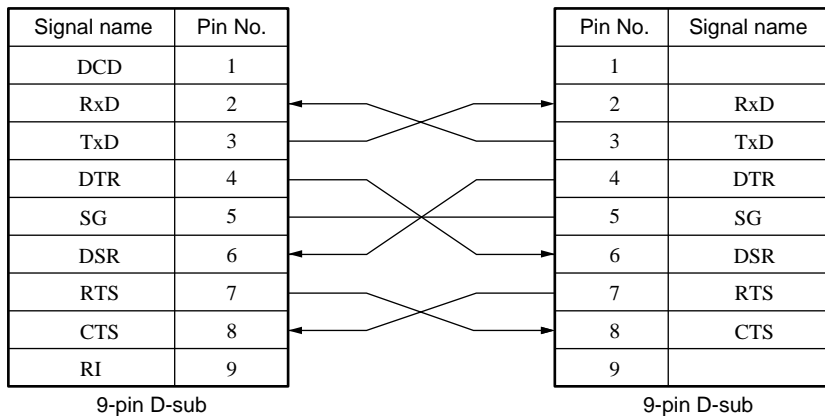 Signal name Pin No. Pin No. Signal name
DCD 1 1
RxD 2 2 RxD
TxD 3 3 TxD
DTR 4 4 DTR
SG 5 5 SG
DSR 6 6 DSR
RTS 7 7 RTS
CTS 8 8 CTS
RI 9 9
9-pin D-sub 9-pin D-sub